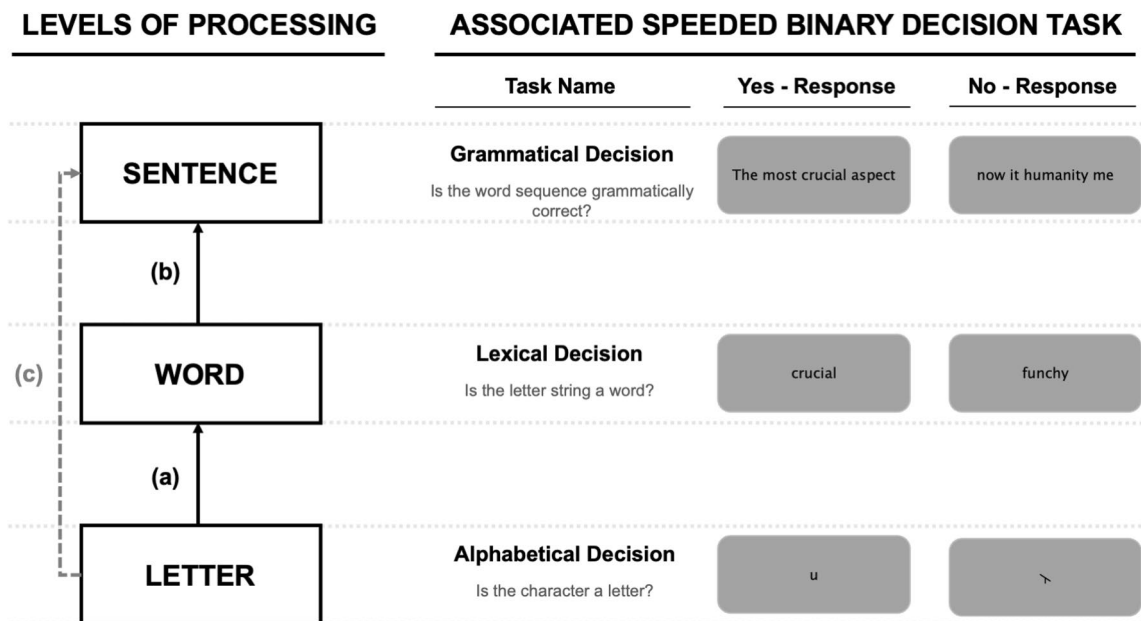 LEVELS OF PROCESSING
ASSOCIATED SPEEDED BINARY DECISION TASK
Task Name
Yes - Response
No - Response
SENTENCE
Grammatical Decision
Is the word sequence grammatically
correct?
The most crucial aspect
now it humanity me
(b)
(c)
WORD
Lexical Decision
Is the letter string a word?
crucial
funchy
(a)
LETTER
Alphabetical Decision
Is the character a letter?
u